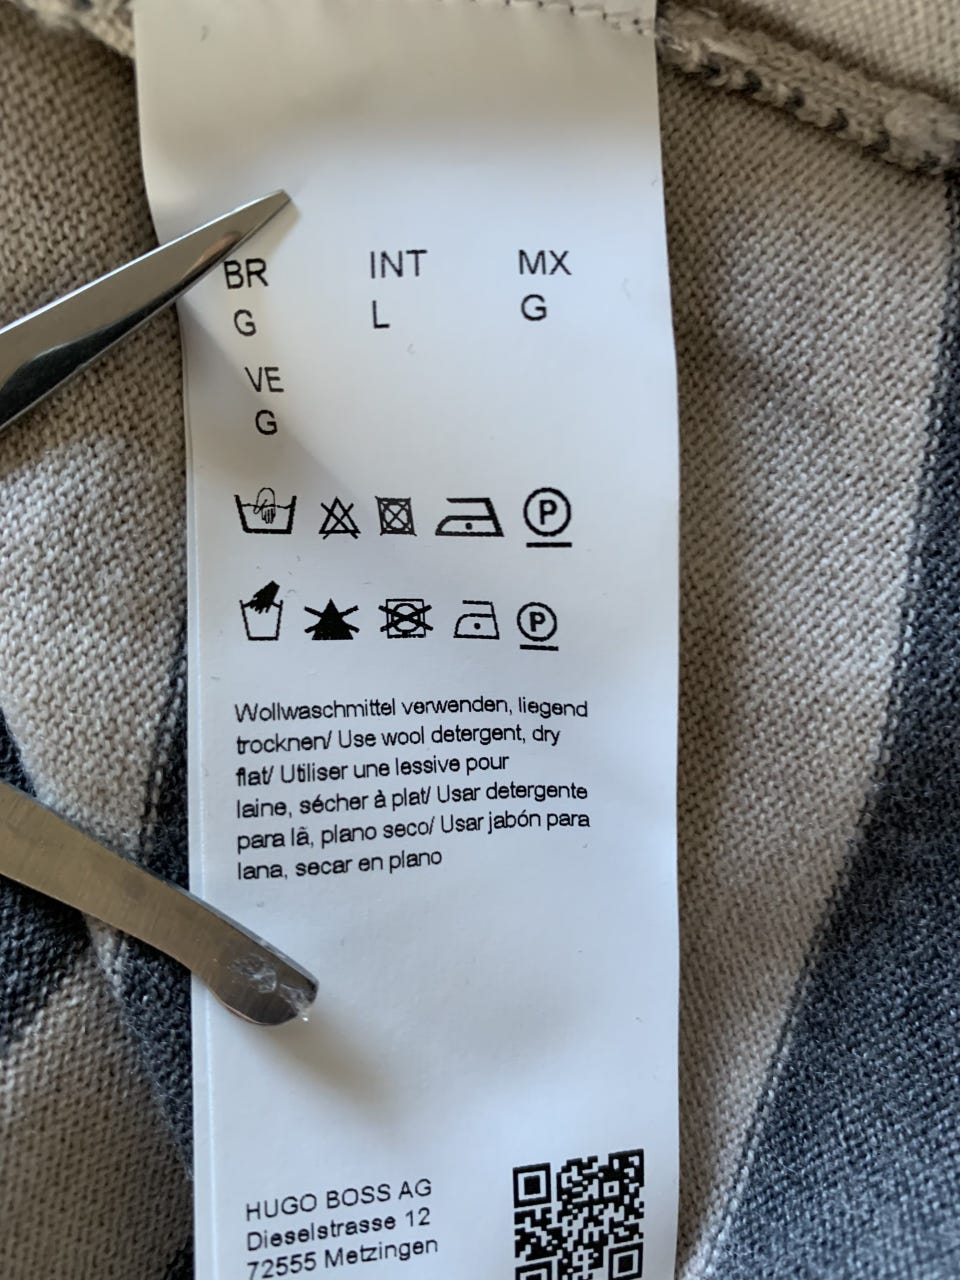 BR INT MX
G L G
VE
G
P
P
Wollwaschmittel verwenden, liegend
trocknen/ Use wool detergent, dry
flat/ Utiliser une lessive pour
laine, sécher à plat/ Usar detergente
para lã, plano seco/ Usar jabón para
lana, secar en plano
HUGO BOSS AG
Dieselstrasse 12
72555 Metzingen